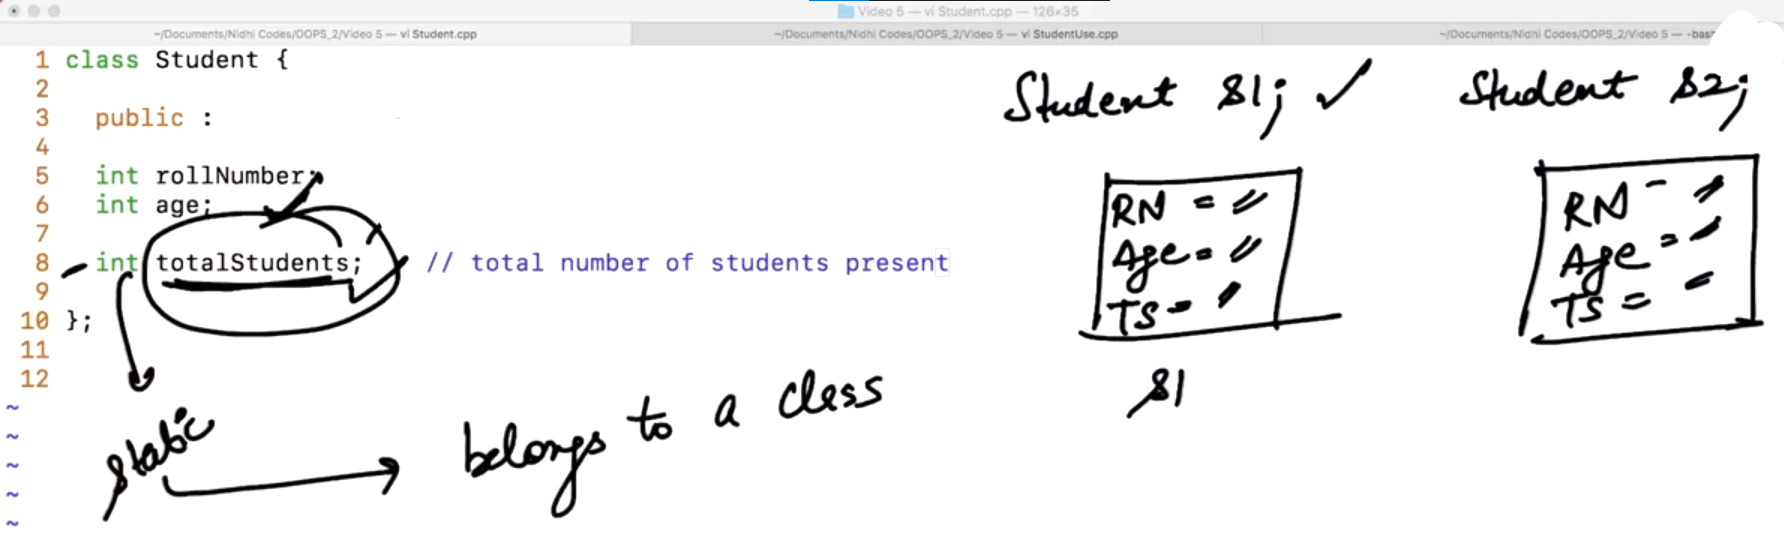 Video 5 — vi Student.cpp — 126×35
~/Documents/Nidhi Codes/OOPS_2/Video 5 — vi Student.cpp
~/Documents/Nidhi Codes/OOPS_2/Video 5 — vi StudentUse.cpp
~/Documents/Nidhi Codes/OOPS_2/Video 5 — -bash
1 class Student {
2
3 public :
4
5 int rollNumber;
6 int age;
7
8 int totalStudents; // total number of students present
9
10 };
11
12
~
~
~
~
~
static
belongs to a class
Student S1; ✓
RN =
Age =
TS -
S1
Student S2;
RN -
Age =
TS =